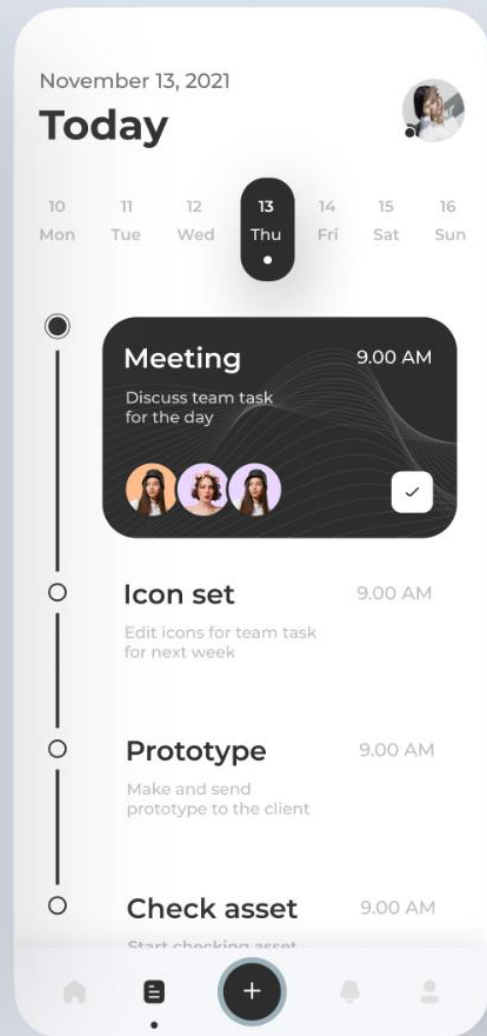 November 13, 2021
Today
10 11 12 13 14 15 16
Mon Tue Wed Thu Fri Sat Sun
Meeting 9.00 AM
Discuss team task
for the day
Icon set 9.00 AM
Edit icons for team task
for next week
Prototype 9.00 AM
Make and send
prototype to the client
Check asset 9.00 AM
Start checking asset